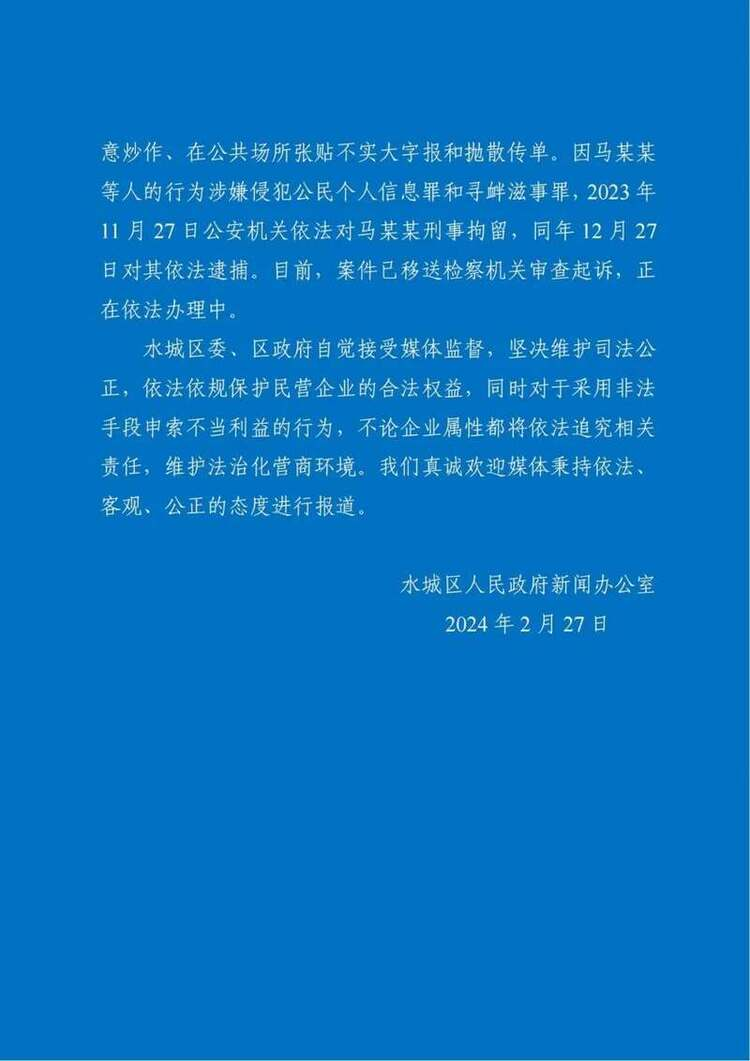 意炒作、在公共场所张贴不实大字报和抛散传单。因马某某
等人的行为涉嫌侵犯公民个人信息罪和寻衅滋事罪，2023 年
11 月 27 日公安机关依法对马某某刑事拘留，同年 12 月 27
日对其依法逮捕。目前，案件已移送检察机关审查起诉，正
在依法办理中。
水城区委、区政府自觉接受媒体监督，坚决维护司法公
正，依法依规保护民营企业的合法权益，同时对于采用非法
手段申索不当利益的行为，不论企业属性都将依法追究相关
责任，维护法治化营商环境。我们真诚欢迎媒体秉持依法、
客观、公正的态度进行报道。
水城区人民政府新闻办公室
2024 年 2 月 27 日